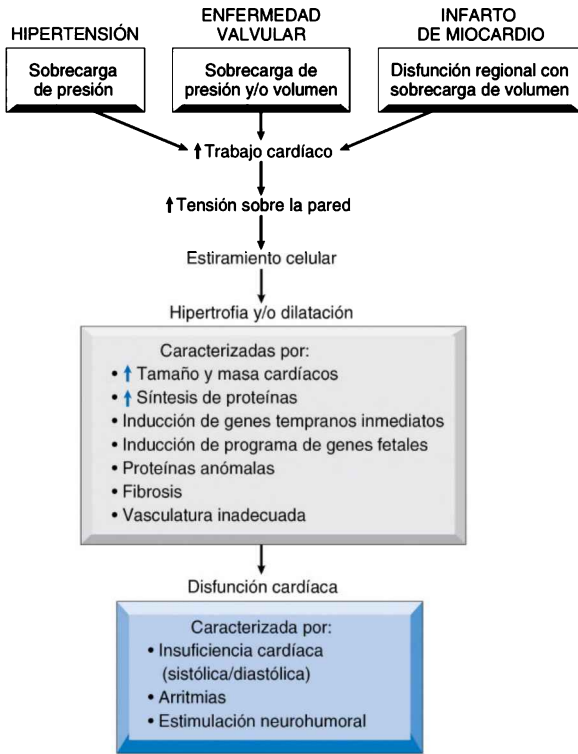 HIPERTENSIÓN
Sobrecarga
de presión
ENFERMEDAD
VALVULAR
Sobrecarga de
presión y/o volumen
INFARTO
DE MIOCARDIO
Disfunción regional con
sobrecarga de volumen
↑ Trabajo cardíaco
↑ Tensión sobre la pared
Estiramiento celular
Hipertrofia y/o dilatación
Caracterizadas por:
• ↑ Tamaño y masa cardíacos
• ↑ Síntesis de proteínas
• Inducción de genes tempranos inmediatos
• Inducción de programa de genes fetales
• Proteínas anómalas
• Fibrosis
• Vasculatura inadecuada
Disfunción cardíaca
Caracterizada por:
• Insuficiencia cardíaca
(sistólica/diastólica)
• Arritmias
• Estimulación neurohumoral